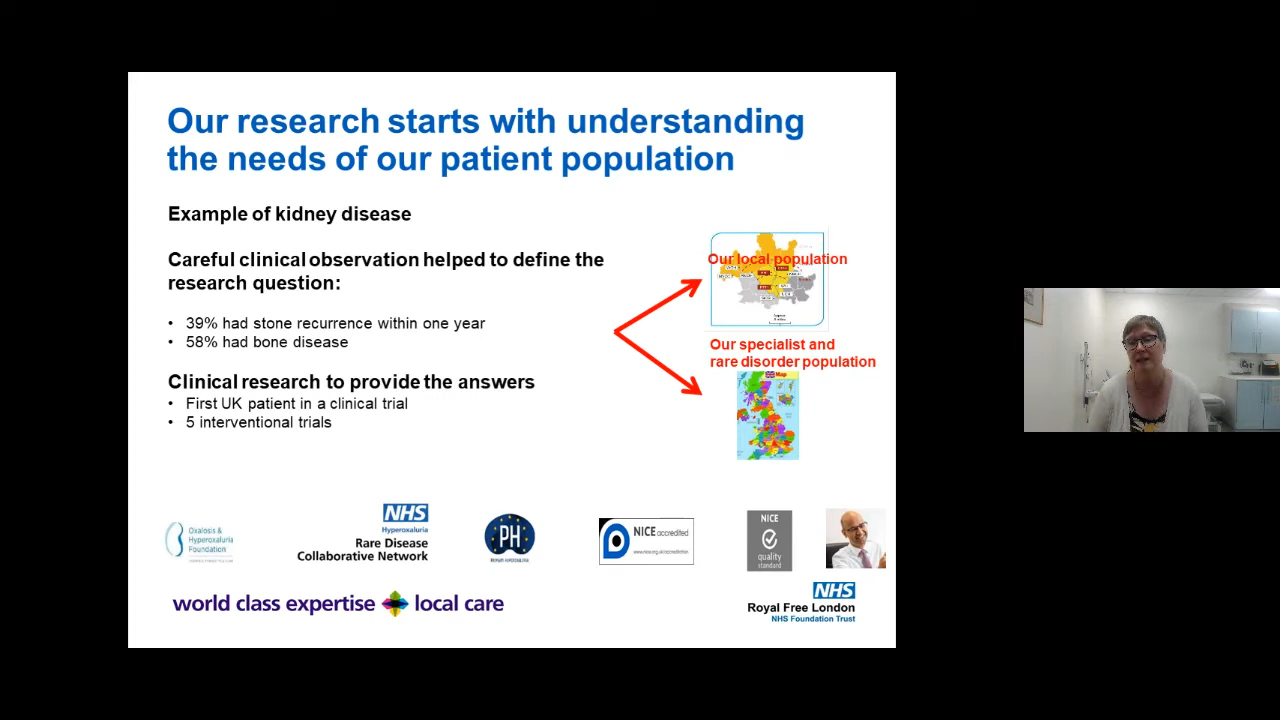 Our research starts with understanding
the needs of our patient population
Example of kidney disease
Careful clinical observation helped to define the
research question:
• 39% had stone recurrence within one year
• 58% had bone disease
Clinical research to provide the answers
• First UK patient in a clinical trial
• 5 interventional trials
Our local population
Our specialist and
rare disorder population
Map
Oxalosis &
Hyperoxaluria
Foundation
NHS
Hyperoxaluria
Rare Disease
Collaborative Network
PH
NICE accredited
NICE
quality
standard
world class expertise local care
NHS
Royal Free London
NHS Foundation Trust